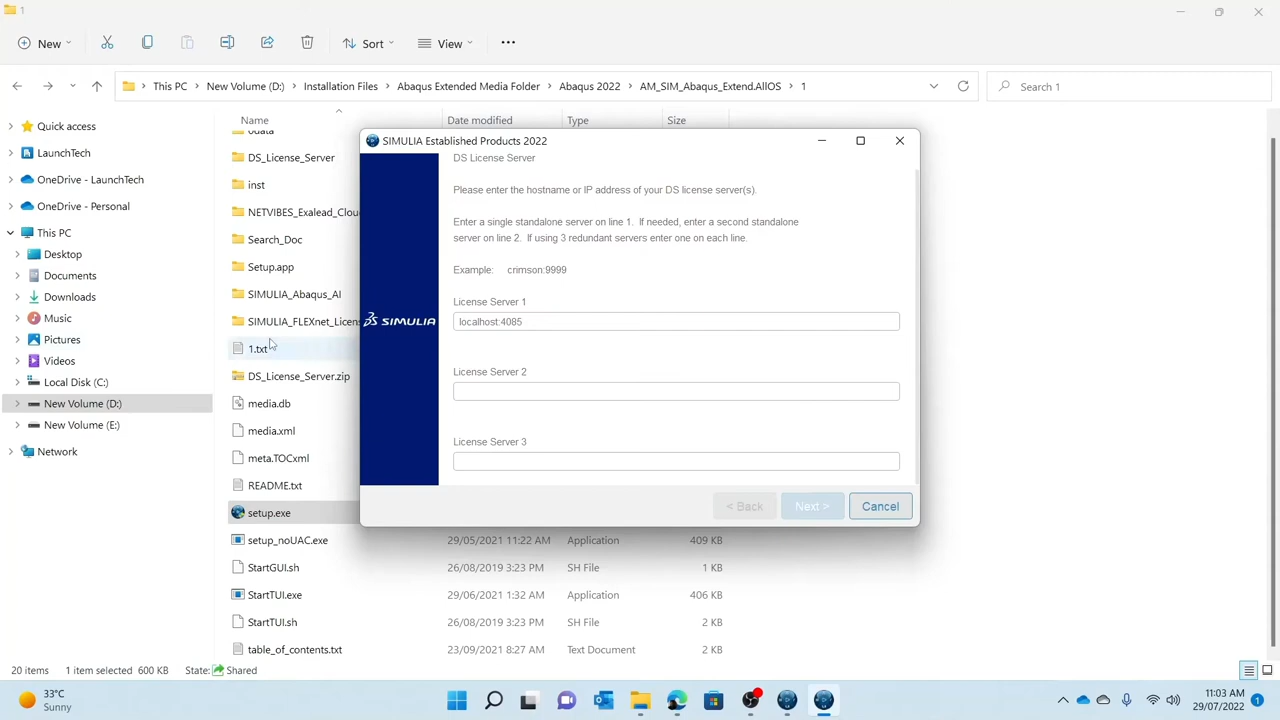 1
New
Sort
View
This PC > New Volume (D:) > Installation Files > Abaqus Extended Media Folder > Abaqus 2022 > AM_SIM_Abaqus_Extend.AllOS > 1
Search 1
Name
Date modified
Type
Size
Quick access
LaunchTech
OneDrive - LaunchTech
OneDrive - Personal
This PC
Desktop
Documents
Downloads
Music
Pictures
Videos
Local Disk (C:)
New Volume (D:)
New Volume (E:)
Network
odata
DS_License_Server
inst
NETVIBES_Exalead_Clou
Search_Doc
Setup.app
SIMULIA_Abaqus_AI
SIMULIA_FLEXnet_Licen
1.txt
DS_License_Server.zip
media.db
media.xml
meta.TOCxml
README.txt
setup.exe
setup_noUAC.exe 29/05/2021 11:22 AM Application 409 KB
StartGUI.sh 26/08/2019 3:23 PM SH File 1 KB
StartTUI.exe 29/06/2021 1:32 AM Application 406 KB
StartTUI.sh 26/08/2019 3:23 PM SH File 2 KB
table_of_contents.txt 23/09/2021 8:27 AM Text Document 2 KB
SIMULIA Established Products 2022
SIMULIA
DS License Server
Please enter the hostname or IP address of your DS license server(s).
Enter a single standalone server on line 1. If needed, enter a second standalone
server on line 2. If using 3 redundant servers enter one on each line.
Example: crimson:9999
License Server 1
localhost:4085
License Server 2
License Server 3
< Back
Next >
Cancel
20 items 1 item selected 600 KB State: Shared
33°C
Sunny
11:03 AM
29/07/2022
1